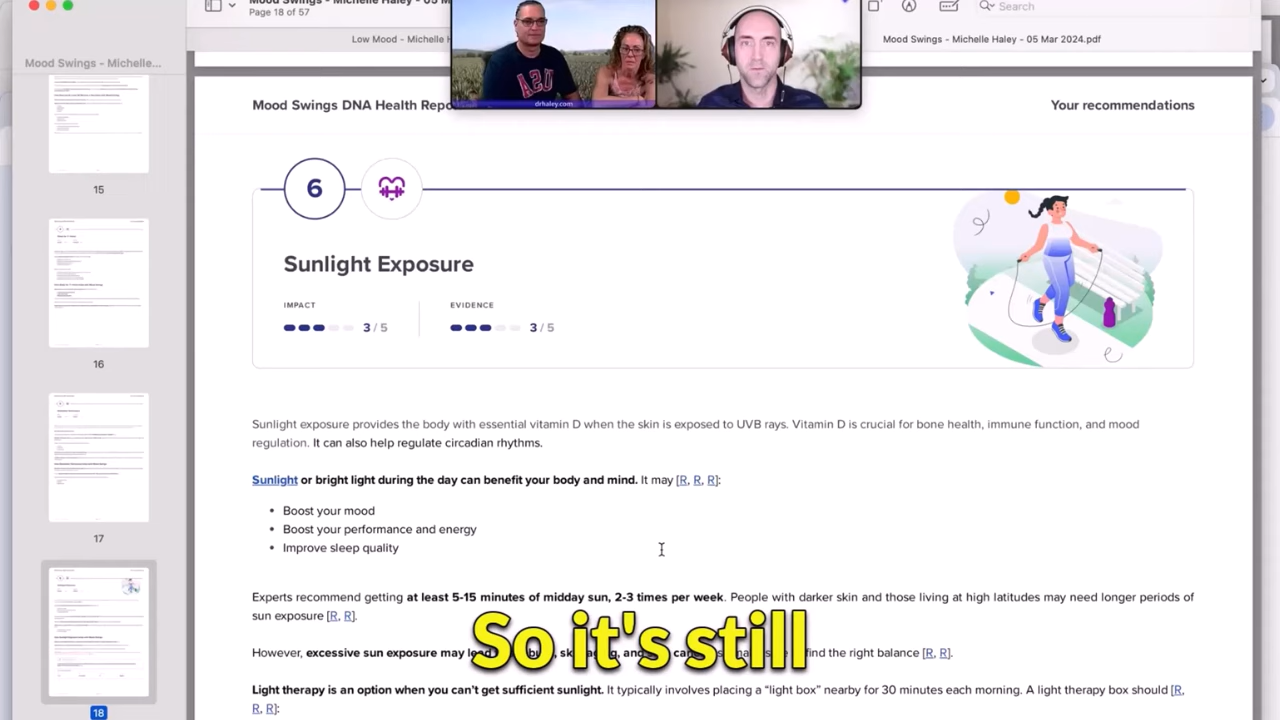 Mood Swings - Michelle Haley - 05 M
Page 18 of 57
Search
Mood Swings - Michelle...
Low Mood - Michelle H
Mood Swings - Michelle Haley - 05 Mar 2024.pdf
USA
drhaley.com
15
16
17
18
Mood Swings DNA Health Repo
Your recommendations
6
Sunlight Exposure
IMPACT
EVIDENCE
3 / 5
3 / 5
Sunlight exposure provides the body with essential vitamin D when the skin is exposed to UVB rays. Vitamin D is crucial for bone health, immune function, and mood
regulation. It can also help regulate circadian rhythms.
Sunlight or bright light during the day can benefit your body and mind. It may [R, R, R]:
• Boost your mood
• Boost your performance and energy
• Improve sleep quality
Experts recommend getting at least 5-15 minutes of midday sun, 2-3 times per week. People with darker skin and those living at high latitudes may need longer periods of
sun exposure [R, R].
However, excessive sun exposure may find the right balance [R, R].
So it's still
Light therapy is an option when you can't get sufficient sunlight. It typically involves placing a "light box" nearby for 30 minutes each morning. A light therapy box should [R,
R, R]: